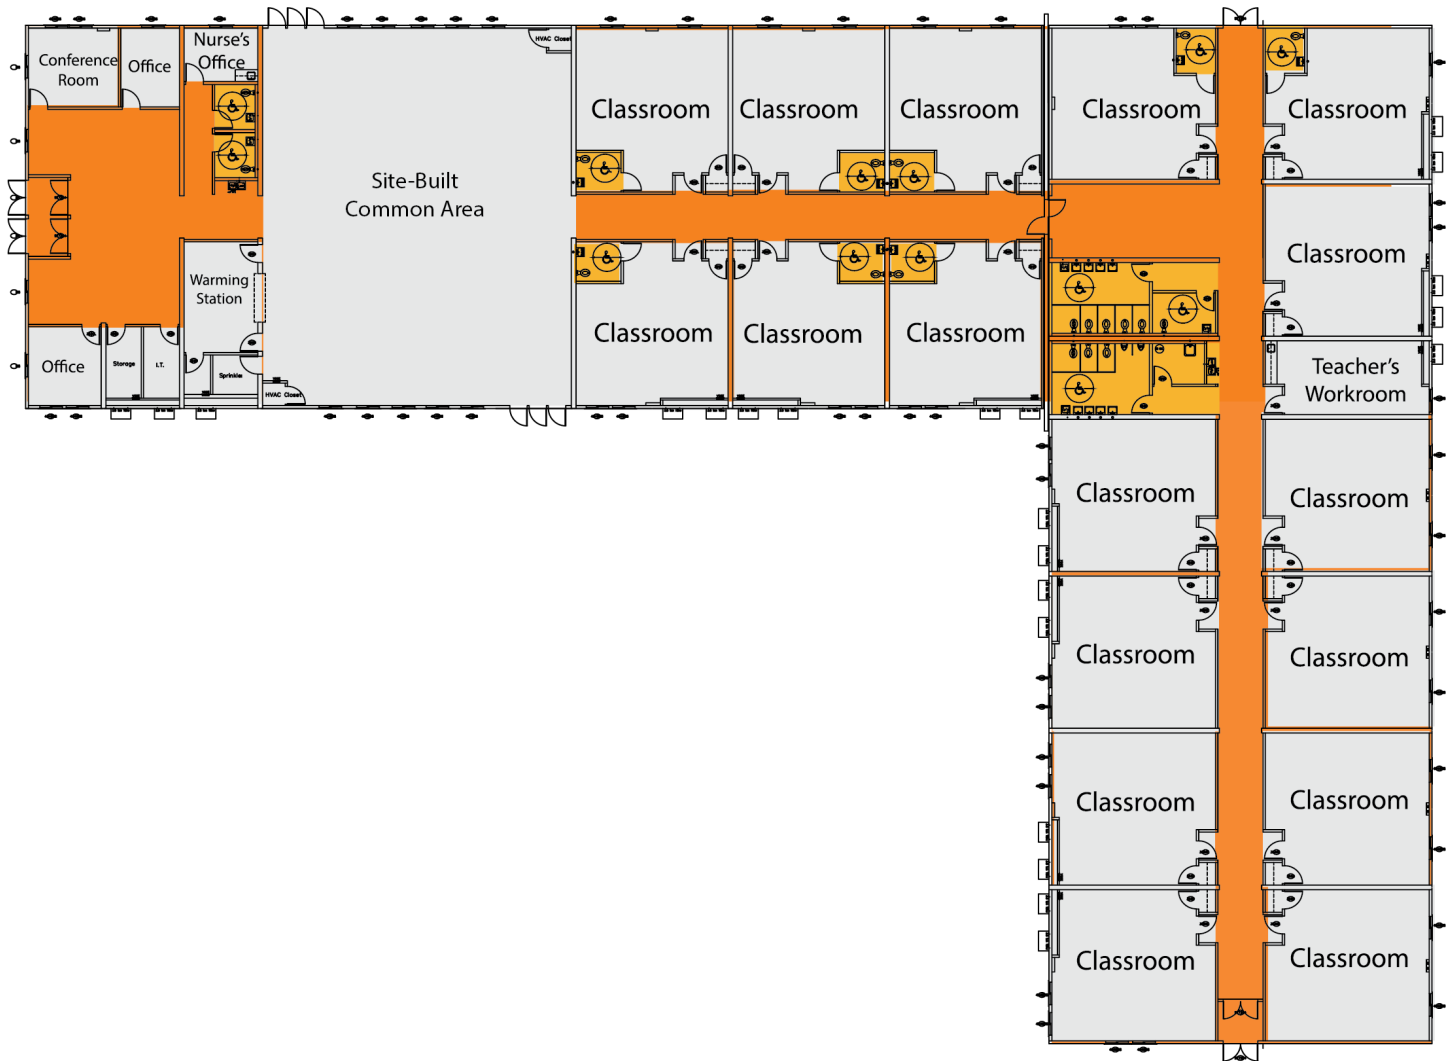 Conference
Room
Office
Nurse's
Office
HVAC Closet
Site-Built
Common Area
Classroom
Classroom
Classroom
Classroom
Classroom
Warming
Station
Classroom
Classroom
Classroom
Classroom
Office
Storage
I.T.
Sprinkler
HVAC Closet
Teacher's
Workroom
Classroom
Classroom
Classroom
Classroom
Classroom
Classroom
Classroom
Classroom